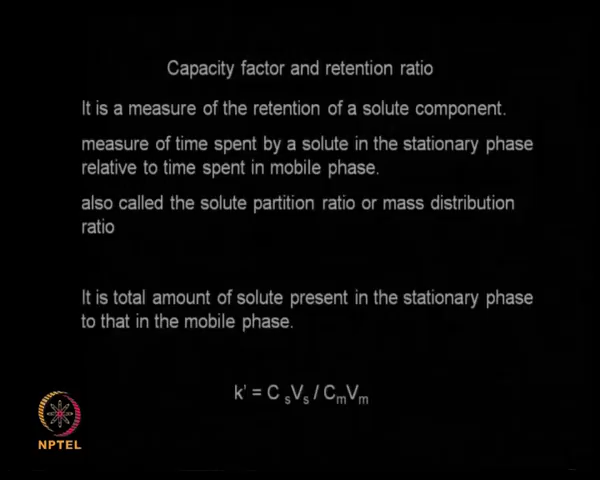 Capacity factor and retention ratio
It is a measure of the retention of a solute component.
measure of time spent by a solute in the stationary phase
relative to time spent in mobile phase.
also called the solute partition ratio or mass distribution
ratio
It is total amount of solute present in the stationary phase
to that in the mobile phase.
k' = C sVs / CmVm
NPTEL